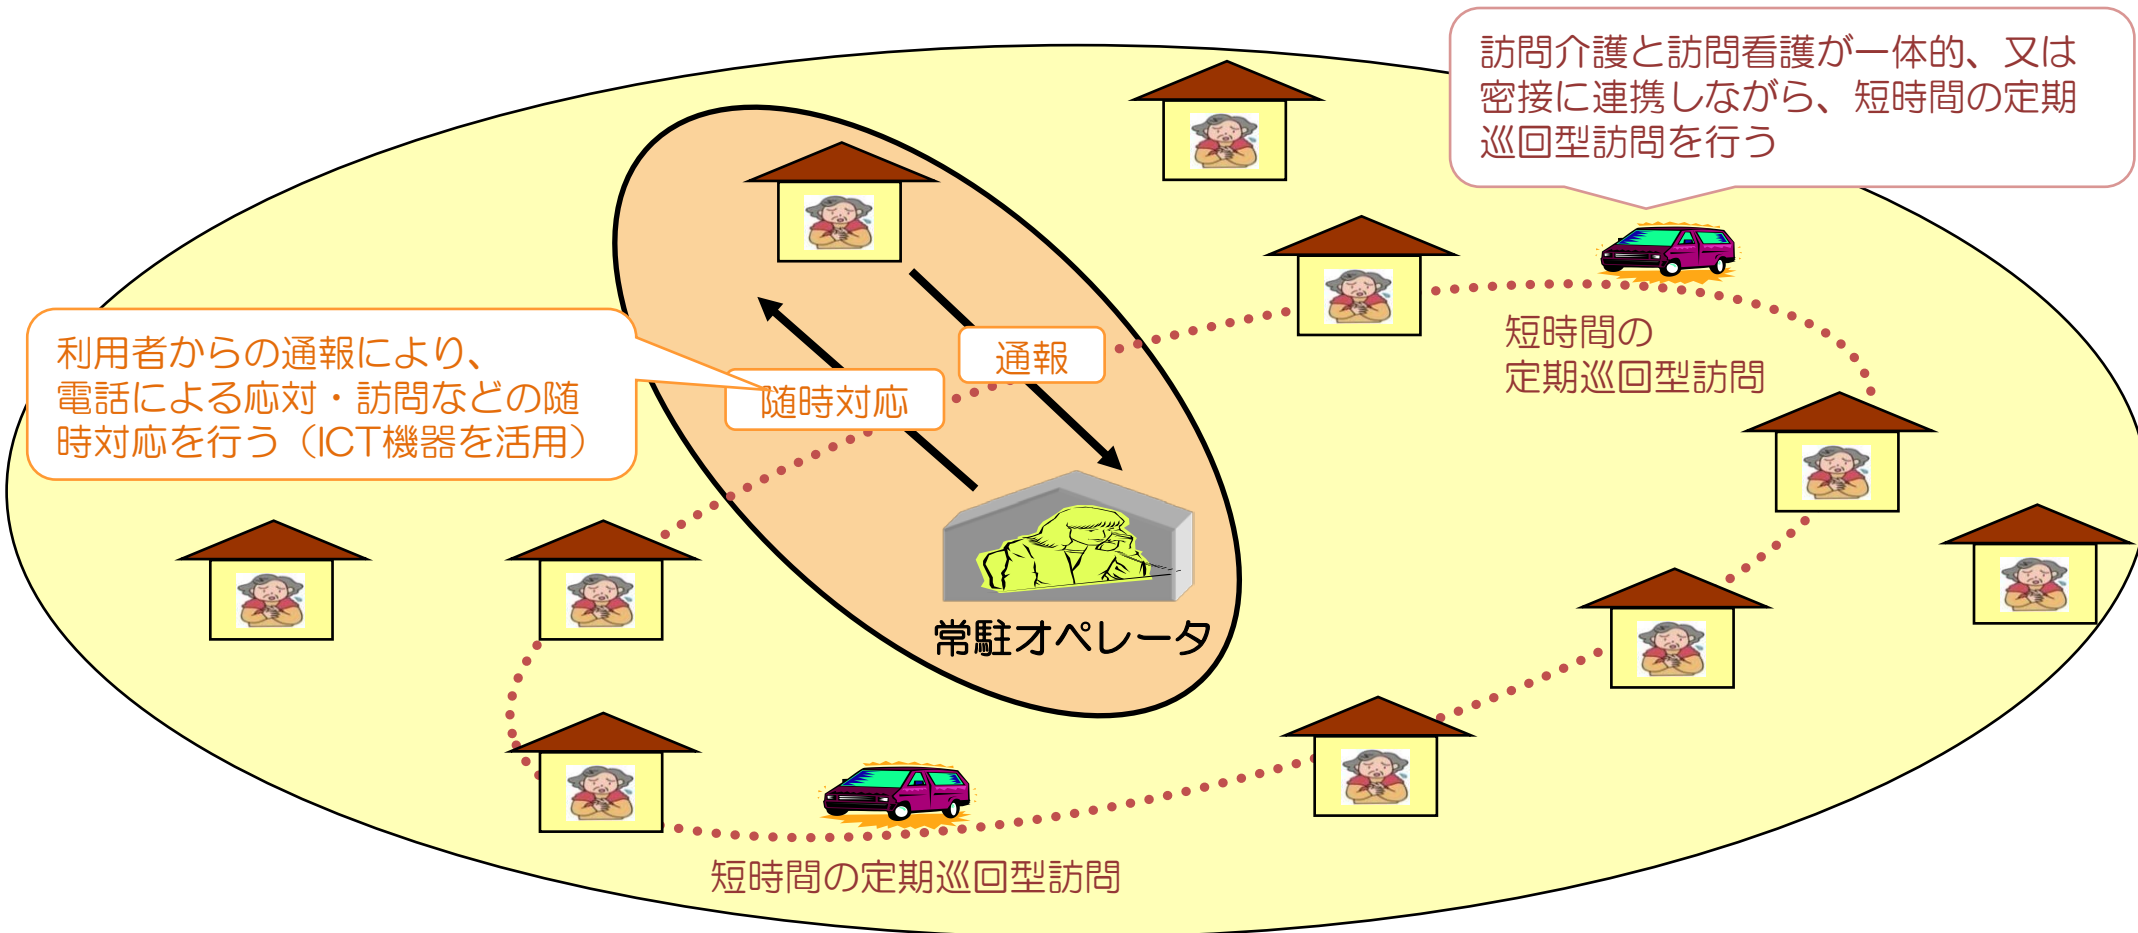 訪問介護と訪問看護が一体的、又は
密接に連携しながら、短時間の定期
巡回型訪問を行う
利用者からの通報により、
電話による応対・訪問などの随
時対応を行う（ICT機器を活用）
通報
随時対応
短時間の
定期巡回型訪問
常駐オペレータ
短時間の定期巡回型訪問